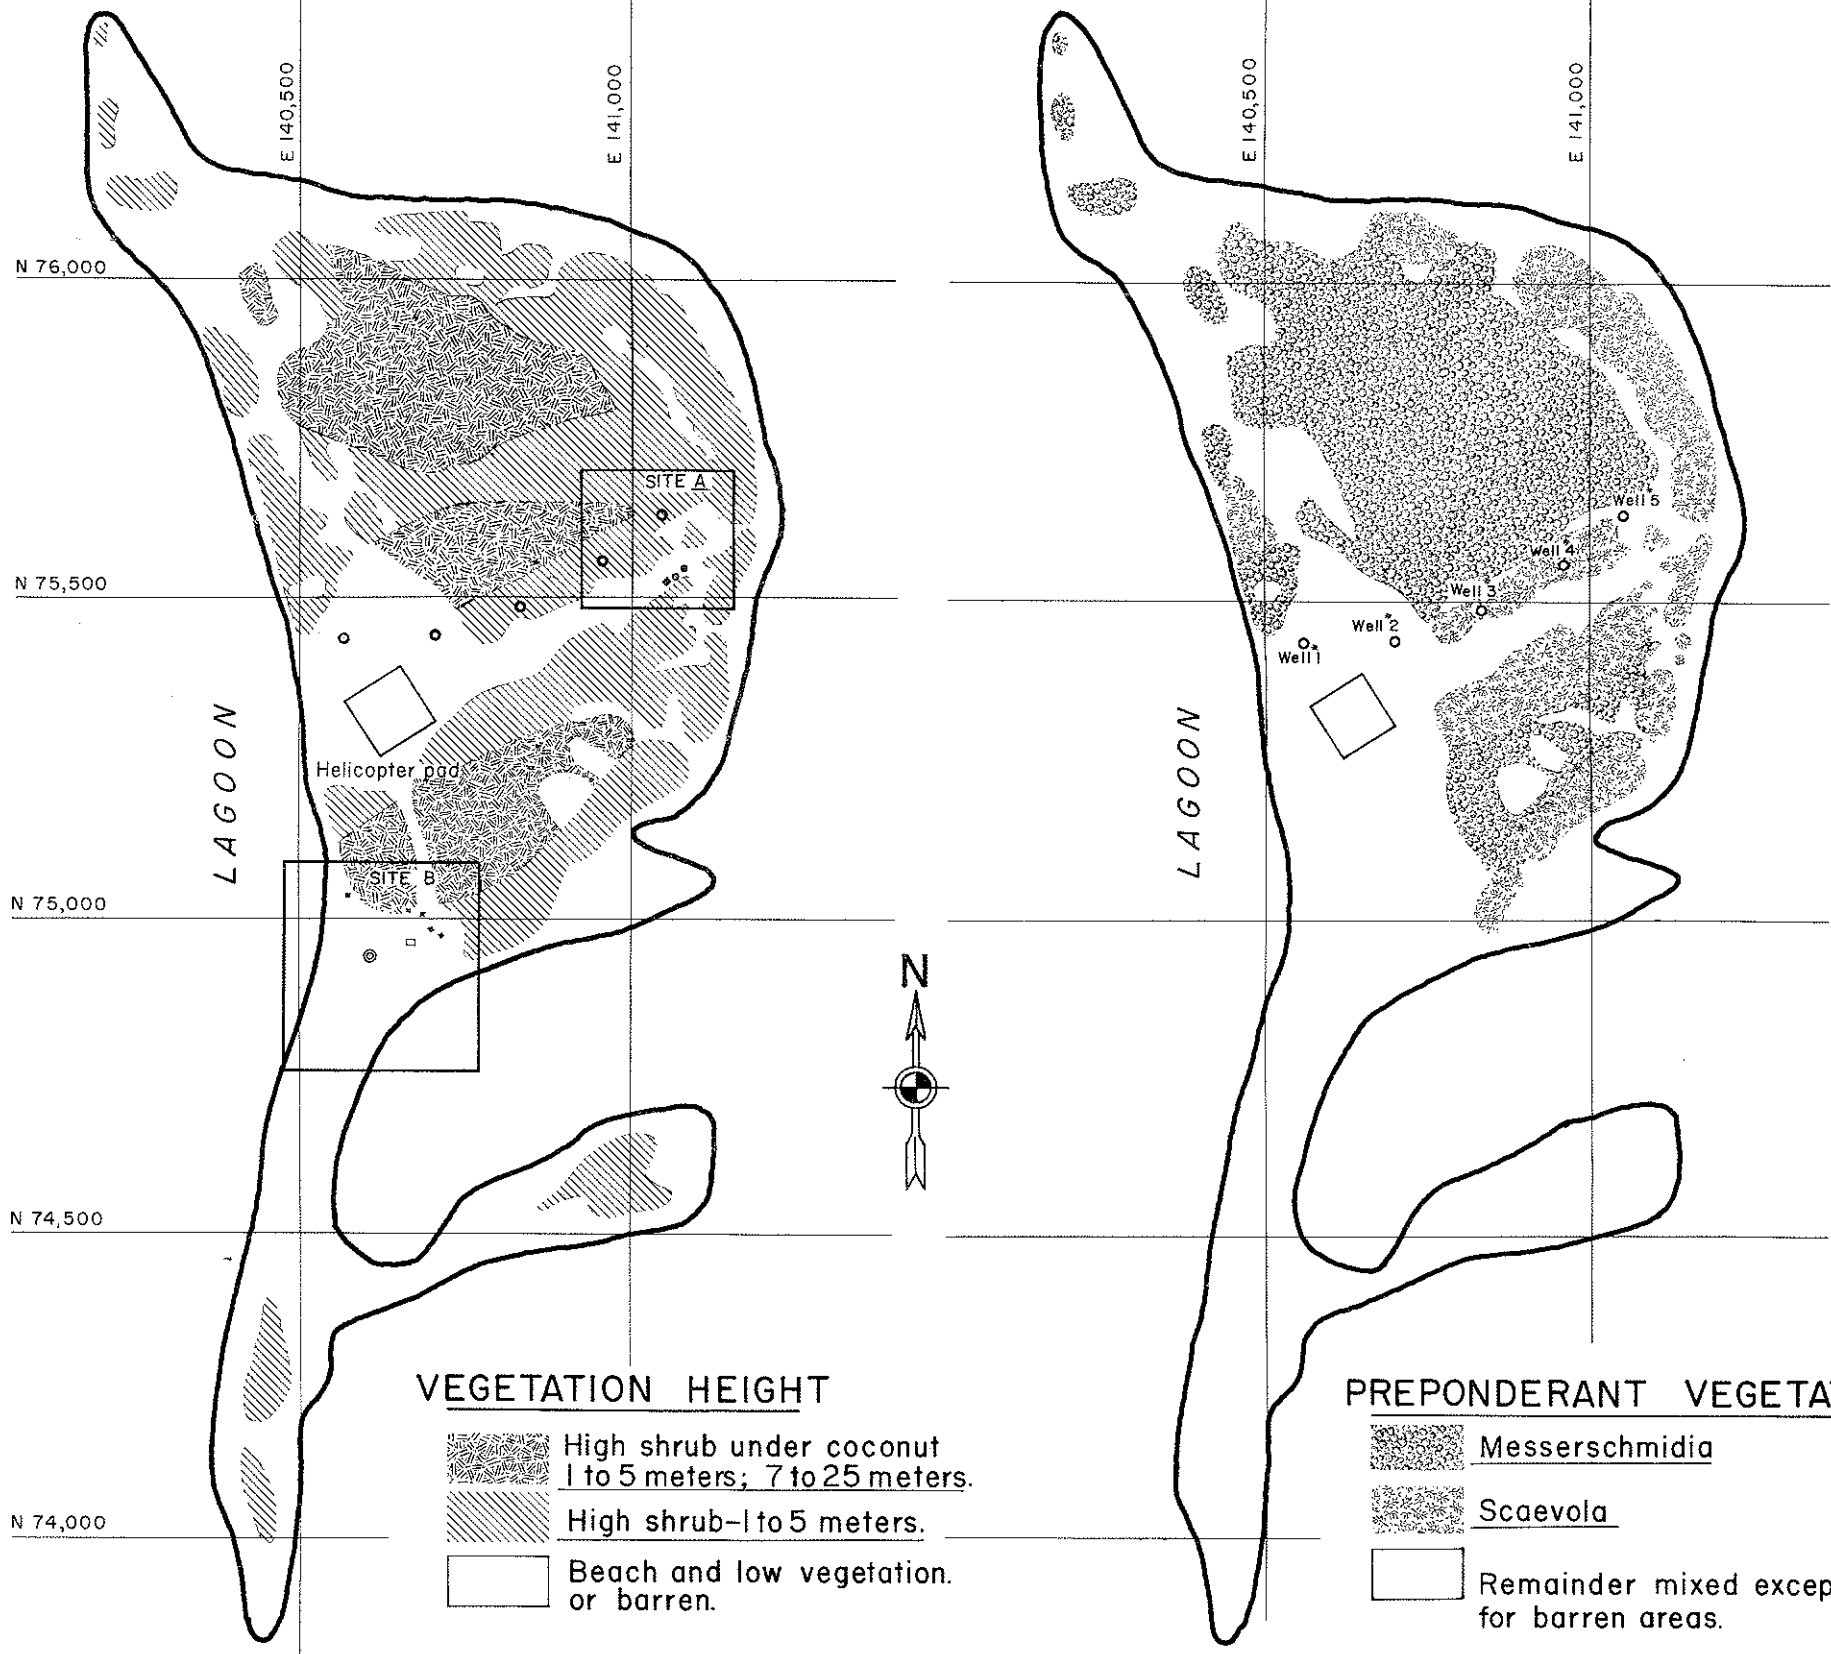 E 140,500
E 141,000
N 76,000
SITE A
N 75,500
LAGOON
Helicopter pad
SITE B
N 75,000
N 74,500
N 74,000
VEGETATION HEIGHT
High shrub under coconut
1 to 5 meters; 7 to 25 meters.
High shrub-1 to 5 meters.
Beach and low vegetation.
or barren.
N
E 140,500
E 141,000
Well 5
Well 4
Well 3
Well 2
Well 1
LAGOON
PREPONDERANT VEGETA
Messerschmidia
Scaevola
Remainder mixed excep
for barren areas.